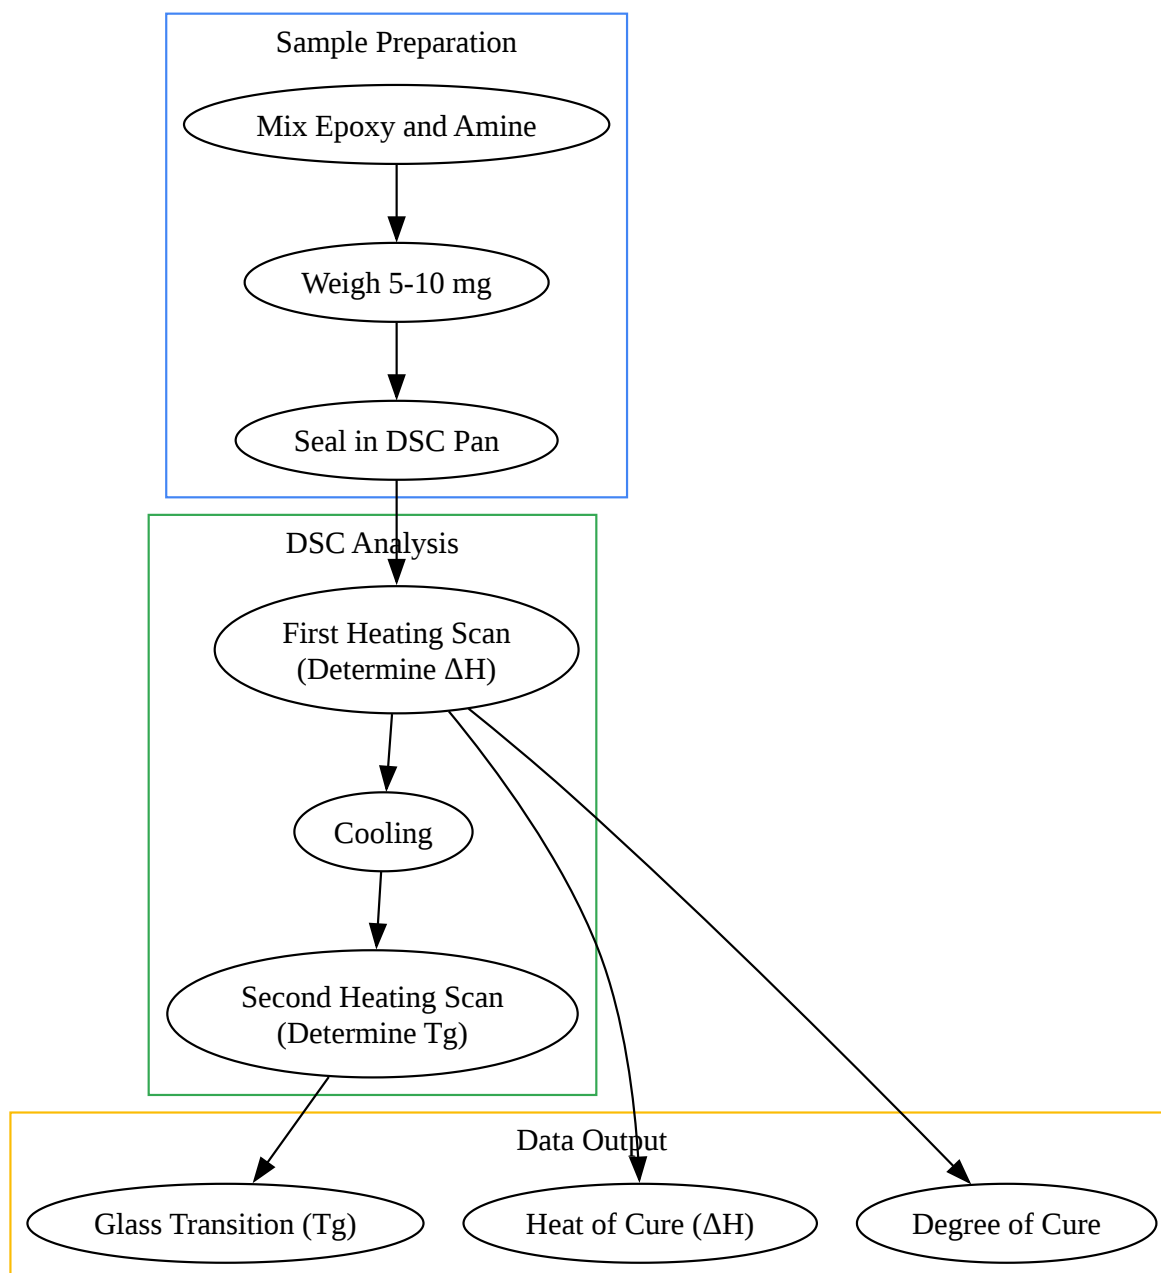 Sample Preparation
Mix Epoxy and Amine
Weigh 5-10 mg
Seal in DSC Pan
DSC Analysis
First Heating Scan
(Determine ΔH)
Cooling
Second Heating Scan
(Determine Tg)
Data Output
Glass Transition (Tg)
Heat of Cure (ΔH)
Degree of Cure